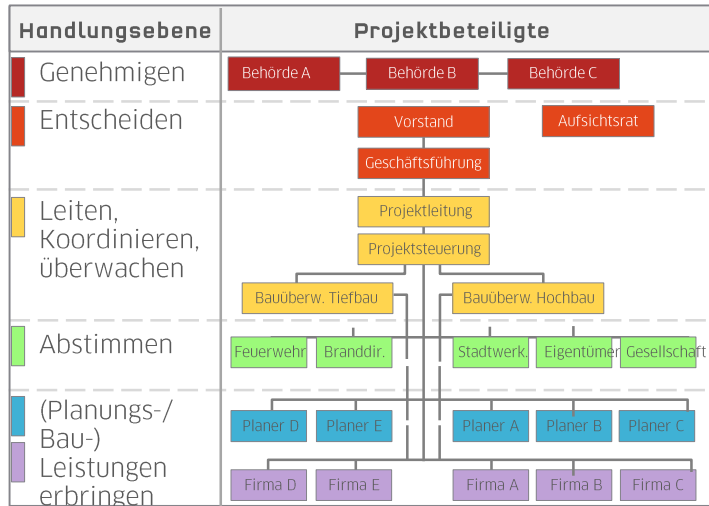 Handlungsebene Projektbeteiligte
Genehmigen
Behörde A Behörde B Behörde C
Entscheiden
Vorstand Aufsichtsrat
Geschäftsführung
Leiten,
Koordinieren,
überwachen
Projektleitung
Projektsteuerung
Bauüberw. Tiefbau Bauüberw. Hochbau
Abstimmen
Feuerwehr Branddir. Stadtwerk. Eigentümer Gesellschaft
(Planungs-/
Bau-)
Leistungen
erbringen
Planer D Planer E Planer A Planer B Planer C
Firma D Firma E Firma A Firma B Firma C